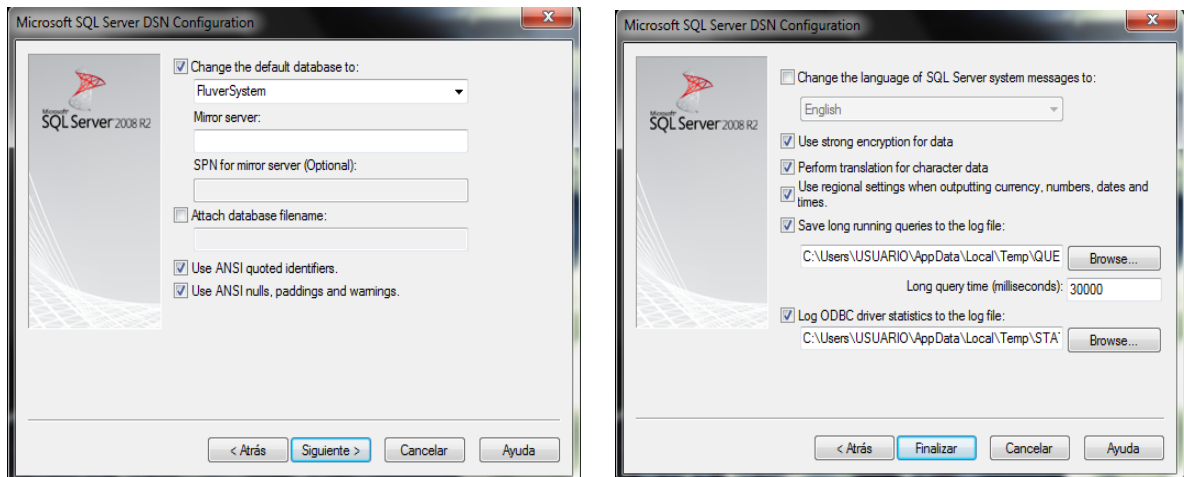 Microsoft SQL Server DSN Configuration
Microsoft
SQL Server 2008 R2
Change the default database to:
FluverSystem
Mirror server:
SPN for mirror server (Optional):
Attach database filename:
Use ANSI quoted identifiers.
Use ANSI nulls, paddings and warnings.
< Atrás
Siguiente >
Cancelar
Ayuda
Microsoft SQL Server DSN Configuration
Microsoft
SQL Server 2008 R2
Change the language of SQL Server system messages to:
English
Use strong encryption for data
Perform translation for character data
Use regional settings when outputting currency, numbers, dates and
times.
Save long running queries to the log file:
C:\Users\USUARIO\AppData\Local\Temp\QUE
Browse...
Long query time (milliseconds):
30000
Log ODBC driver statistics to the log file:
C:\Users\USUARIO\AppData\Local\Temp\STA
Browse...
< Atrás
Finalizar
Cancelar
Ayuda